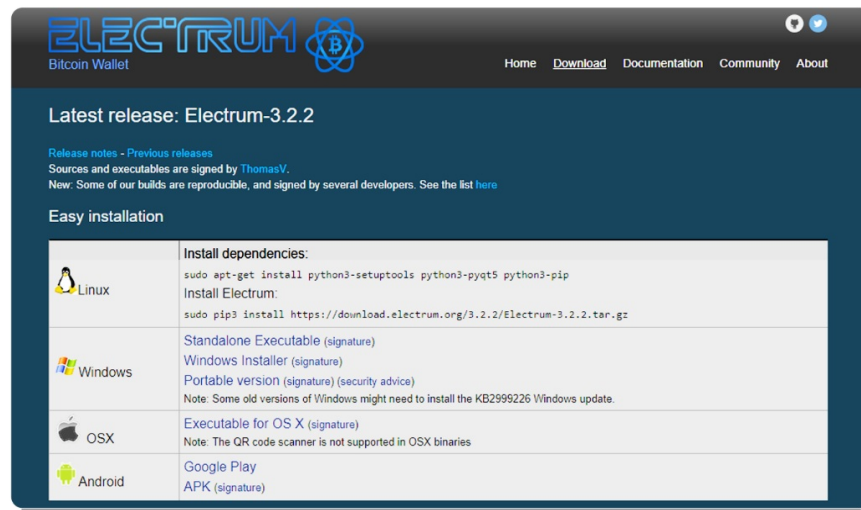 ELECTRUM
Bitcoin Wallet
Home Download Documentation Community About
Latest release: Electrum-3.2.2
Release notes - Previous releases
Sources and executables are signed by ThomasV.
New: Some of our builds are reproducible, and signed by several developers. See the list here
Easy installation
Install dependencies:
sudo apt-get install python3-setuptools python3-pyqt5 python3-pip
Linux
Install Electrum:
sudo pip3 install https://download.electrum.org/3.2.2/Electrum-3.2.2.tar.gz
Standalone Executable (signature)
Windows Installer (signature)
Windows
Portable version (signature) (security advice)
Note: Some old versions of Windows might need to install the KB2999226 Windows update.
Executable for OS X (signature)
OSX
Note: The QR code scanner is not supported in OSX binaries
Google Play
Android
APK (signature)